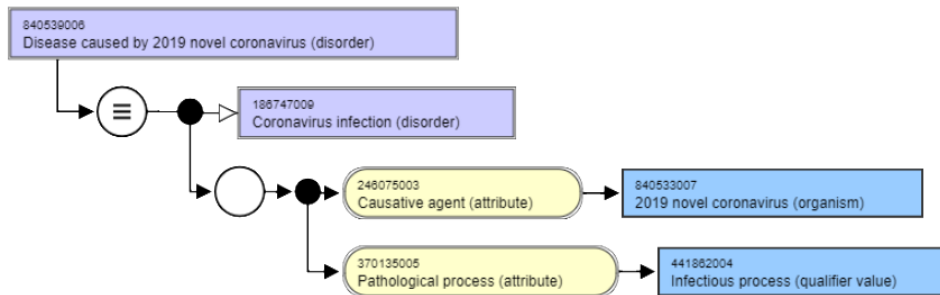 840539006
Disease caused by 2019 novel coronavirus (disorder)
186747009
Coronavirus infection (disorder)
246075003
Causative agent (attribute)
840533007
2019 novel coronavirus (organism)
370135005
Pathological process (attribute)
441862004
Infectious process (qualifier value)